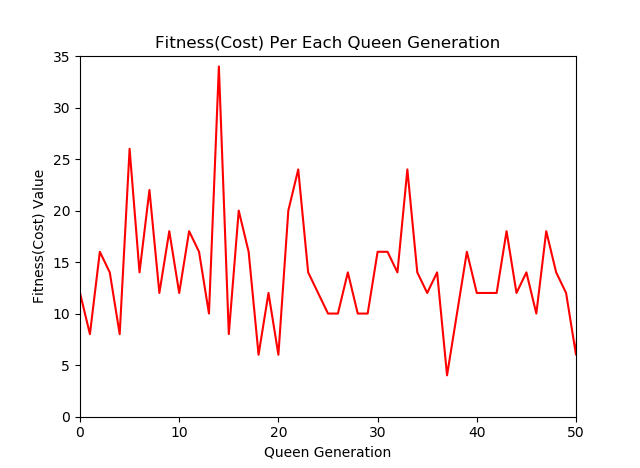 Fitness(Cost) Per Each Queen Generation
35
30
25
20
15
10
5
0
Fitness(Cost) Value
0 10 20 30 40 50
Queen Generation